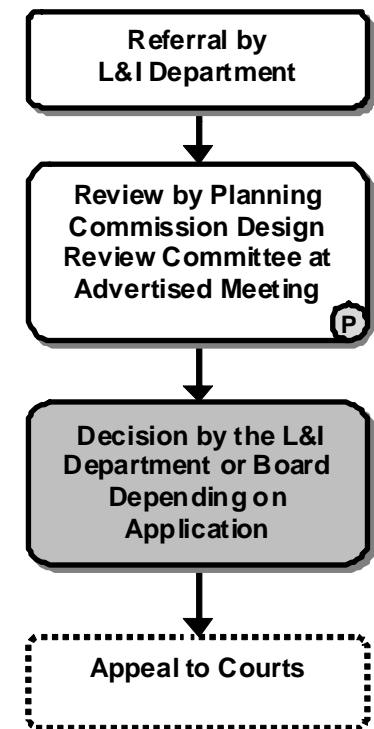 Referral by
L&I Department
Review by Planning
Commission Design
Review Committee at
Advertised Meeting
P
Decision by the L&I
Department or Board
Depending on
Application
Appeal to Courts